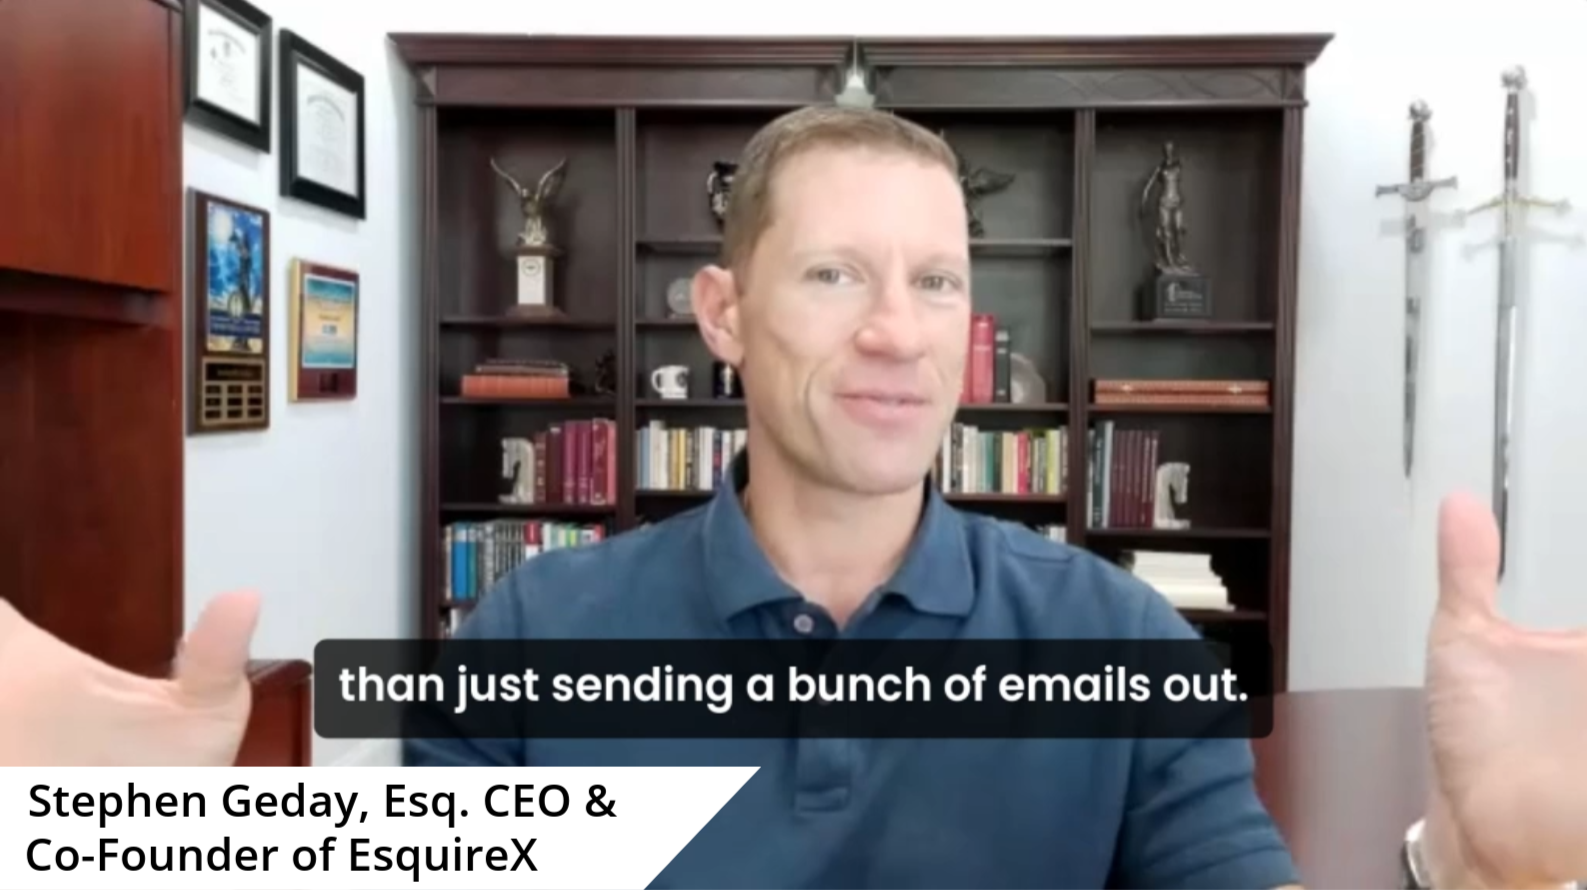 than just sending a bunch of emails out.
Stephen Geday, Esq. CEO &
Co-Founder of EsquireX